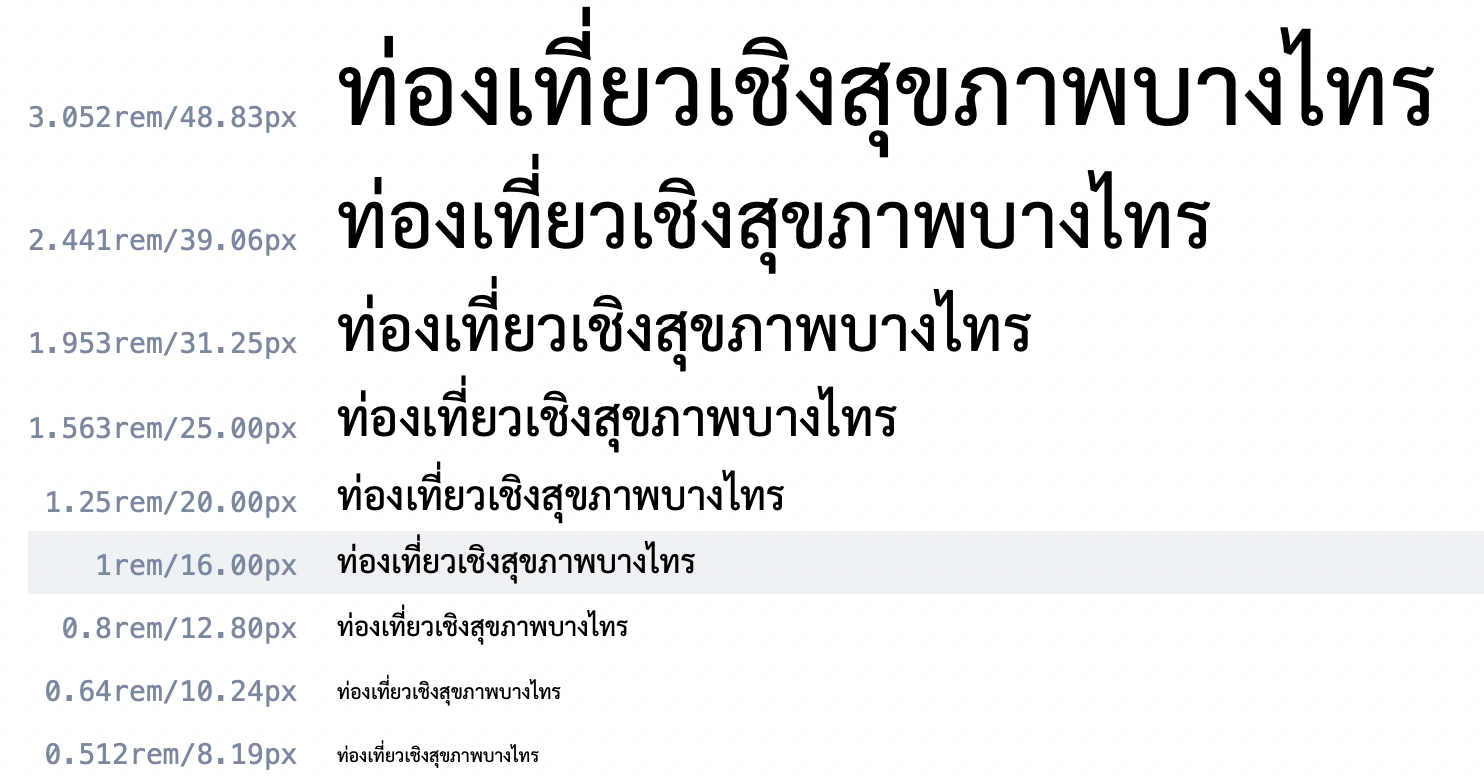 3.052rem/48.83px ท่องเที่ยวเชิงสุขภาพบางไทร
2.441rem/39.06px ท่องเที่ยวเชิงสุขภาพบางไทร
1.953rem/31.25px ท่องเที่ยวเชิงสุขภาพบางไทร
1.563rem/25.00px ท่องเที่ยวเชิงสุขภาพบางไทร
1.25rem/20.00px ท่องเที่ยวเชิงสุขภาพบางไทร
1rem/16.00px ท่องเที่ยวเชิงสุขภาพบางไทร
0.8rem/12.80px ท่องเที่ยวเชิงสุขภาพบางไทร
0.64rem/10.24px ท่องเที่ยวเชิงสุขภาพบางไทร
0.512rem/8.19px ท่องเที่ยวเชิงสุขภาพบางไทร